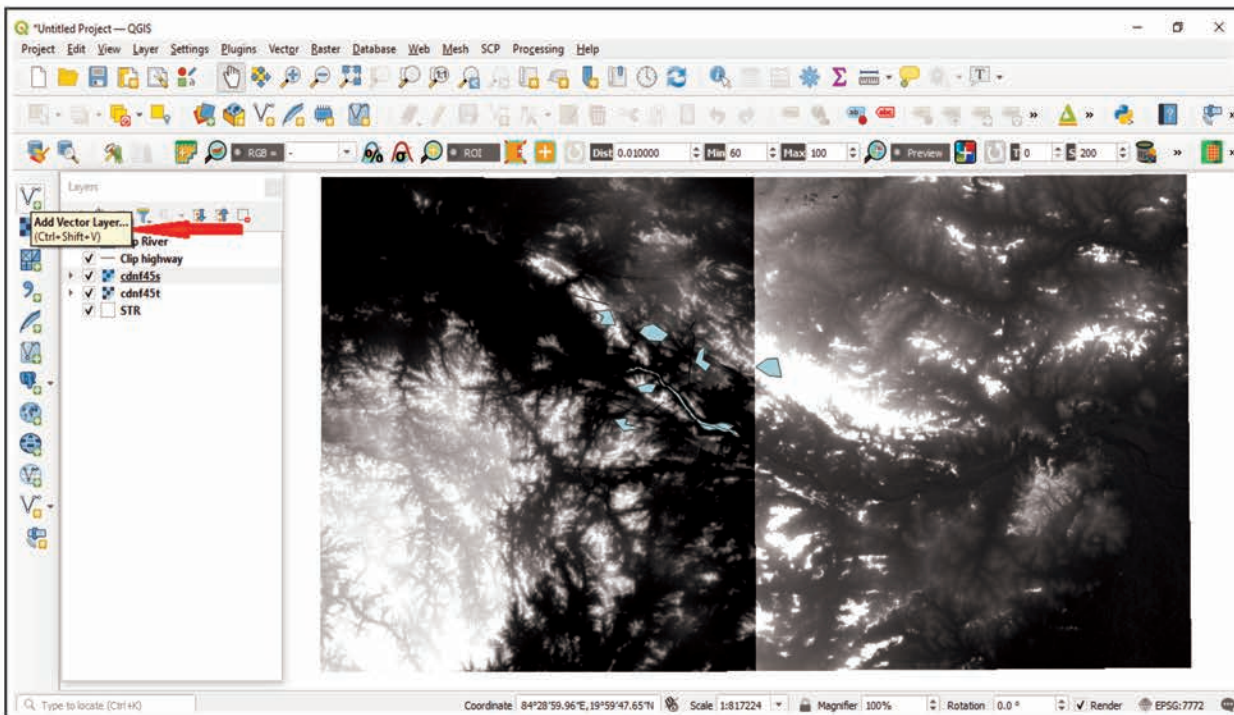 *Untitled Project — QGIS
Project Edit View Layer Settings Plugins Vector Raster Database Web Mesh SCP Processing Help
1:1
Σ
T
abc
RGB = - % σ ROI Dist 0.010000 Min 60 Max 100 Preview T 0 S 200
Layers
Add Vector Layer...
(Ctrl+Shift+V)
River
Clip highway
cdnf45s
cdnf45t
STR
Type to locate (Ctrl+K) Coordinate 84°28'59.96"E,19°59'47.65"N Scale 1:817224 Magnifier 100% Rotation 0.0 ° Render EPSG:7772